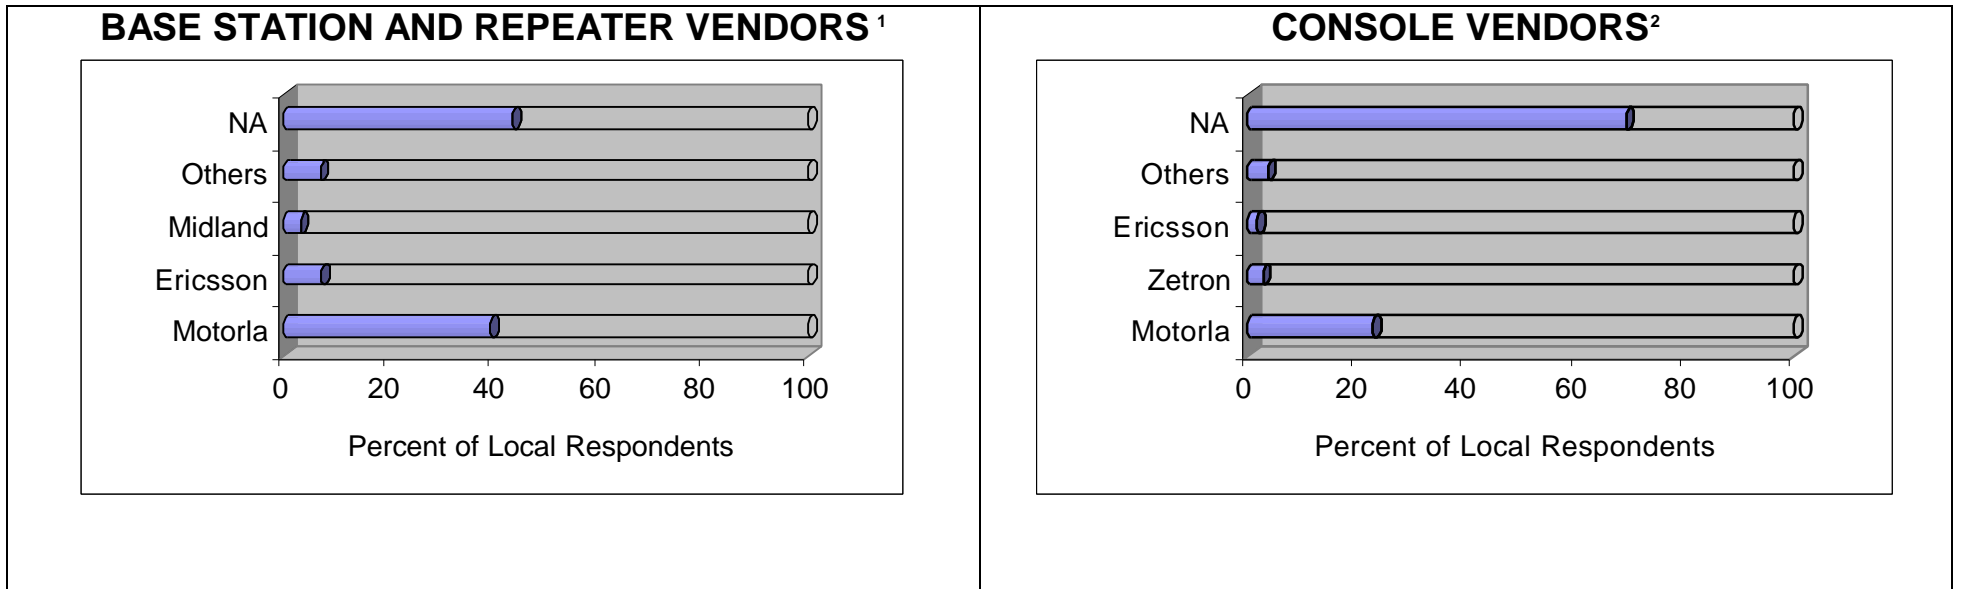 BASE STATION AND REPEATER VENDORS ¹
NA
Others
Midland
Ericsson
Motorla
0 20 40 60 80 100
Percent of Local Respondents
CONSOLE VENDORS²
NA
Others
Ericsson
Zetron
Motorla
0 20 40 60 80 100
Percent of Local Respondents